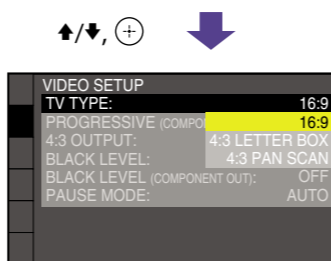 ↑/↓,
VIDEO SETUP
TV TYPE: 16:9
PROGRESSIVE 16:9
4:3 OUTPUT: 4:3 LETTER BOX
BLACK LEVEL: 4:3 PAN SCAN
BLACK LEVEL (COMPONENT OUT): OFF
PAUSE MODE: AUTO